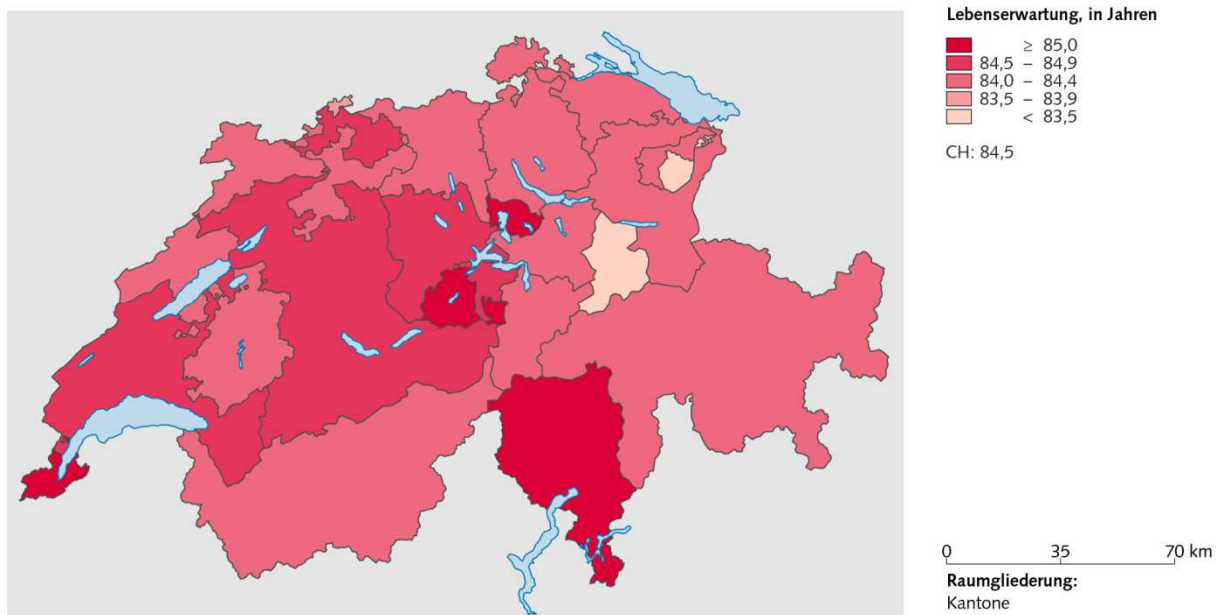 Lebenserwartung, in Jahren
≥ 85,0
84,5 – 84,9
84,0 – 84,4
83,5 – 83,9
< 83,5
CH: 84,5
0 35 70 km
Raumgliederung:
Kantone